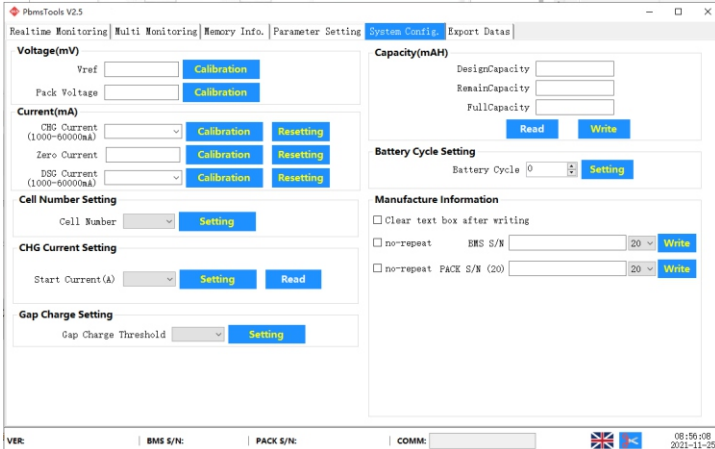 PbmsTools V2.5
Realtime Monitoring Multi Monitoring Memory Info. Parameter Setting System Config. Export Datas
Voltage(mV)
Vref Calibration
Pack Voltage Calibration
Current(mA)
CHG Current
(1000-60000mA) Calibration Resetting
Zero Current Calibration Resetting
DSG Current
(1000-60000mA) Calibration Resetting
Cell Number Setting
Cell Number Setting
CHG Current Setting
Start Current(A) Setting Read
Gap Charge Setting
Gap Charge Threshold Setting
Capacity(mAH)
DesignCapacity
RemainCapacity
FullCapacity
Read Write
Battery Cycle Setting
Battery Cycle 0 Setting
Manufacture Information
Clear text box after writing
no-repeat BMS S/N 20 Write
no-repeat PACK S/N (20) 20 Write
VER: BMS S/N: PACK S/N: COMM: 08:56:08
2021-11-25